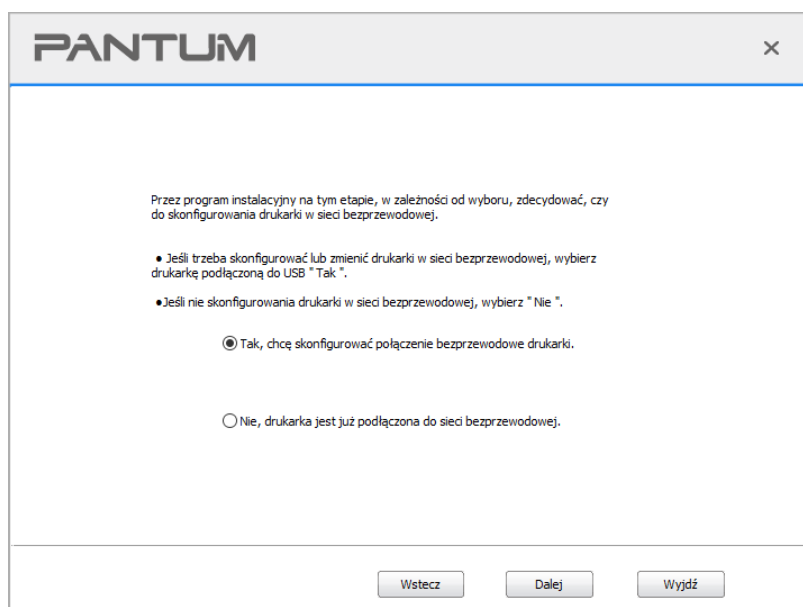 PANTUM
Przez program instalacyjny na tym etapie, w zależności od wyboru, zdecydować, czy
do skonfigurowania drukarki w sieci bezprzewodowej.
● Jeśli trzeba skonfigurować lub zmienić drukarki w sieci bezprzewodowej, wybierz
drukarkę podłączoną do USB " Tak ".
●Jeśli nie skonfigurowania drukarki w sieci bezprzewodowej, wybierz " Nie ".
Tak, chcę skonfigurować połączenie bezprzewodowe drukarki.
Nie, drukarka jest już podłączona do sieci bezprzewodowej.
Wstecz Dalej Wyjdź